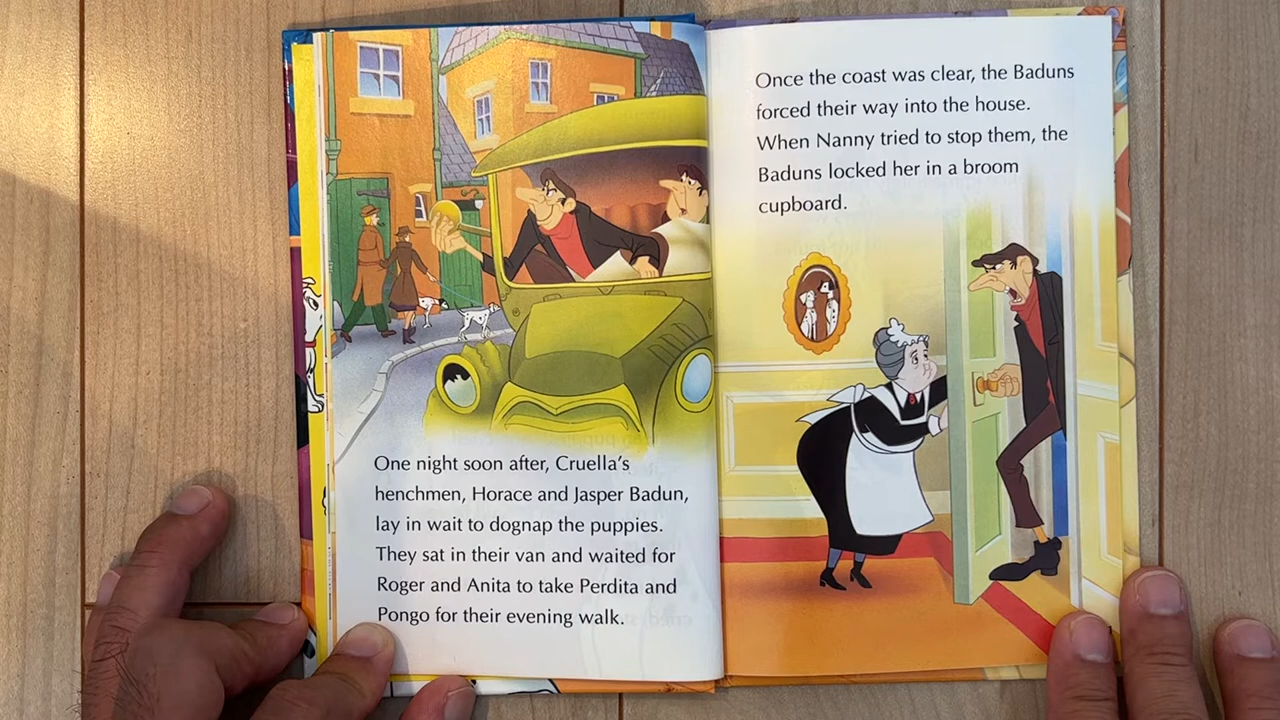 One night soon after, Cruella's
henchmen, Horace and Jasper Badun,
lay in wait to dognap the puppies.
They sat in their van and waited for
Roger and Anita to take Perdita and
Pongo for their evening walk.
Once the coast was clear, the Baduns
forced their way into the house.
When Nanny tried to stop them, the
Baduns locked her in a broom
cupboard.